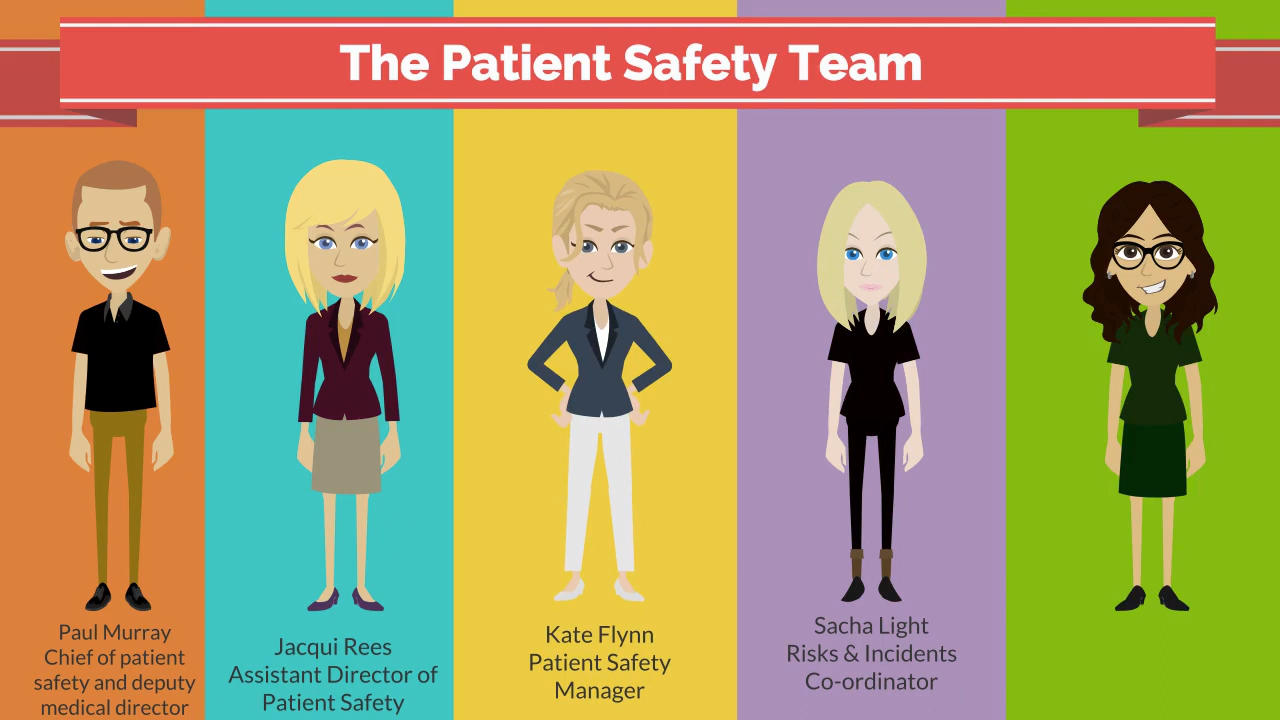 The Patient Safety Team
Paul Murray
Chief of patient
safety and deputy
medical director
Jacqui Rees
Assistant Director of
Patient Safety
Kate Flynn
Patient Safety
Manager
Sacha Light
Risks & Incidents
Co-ordinator